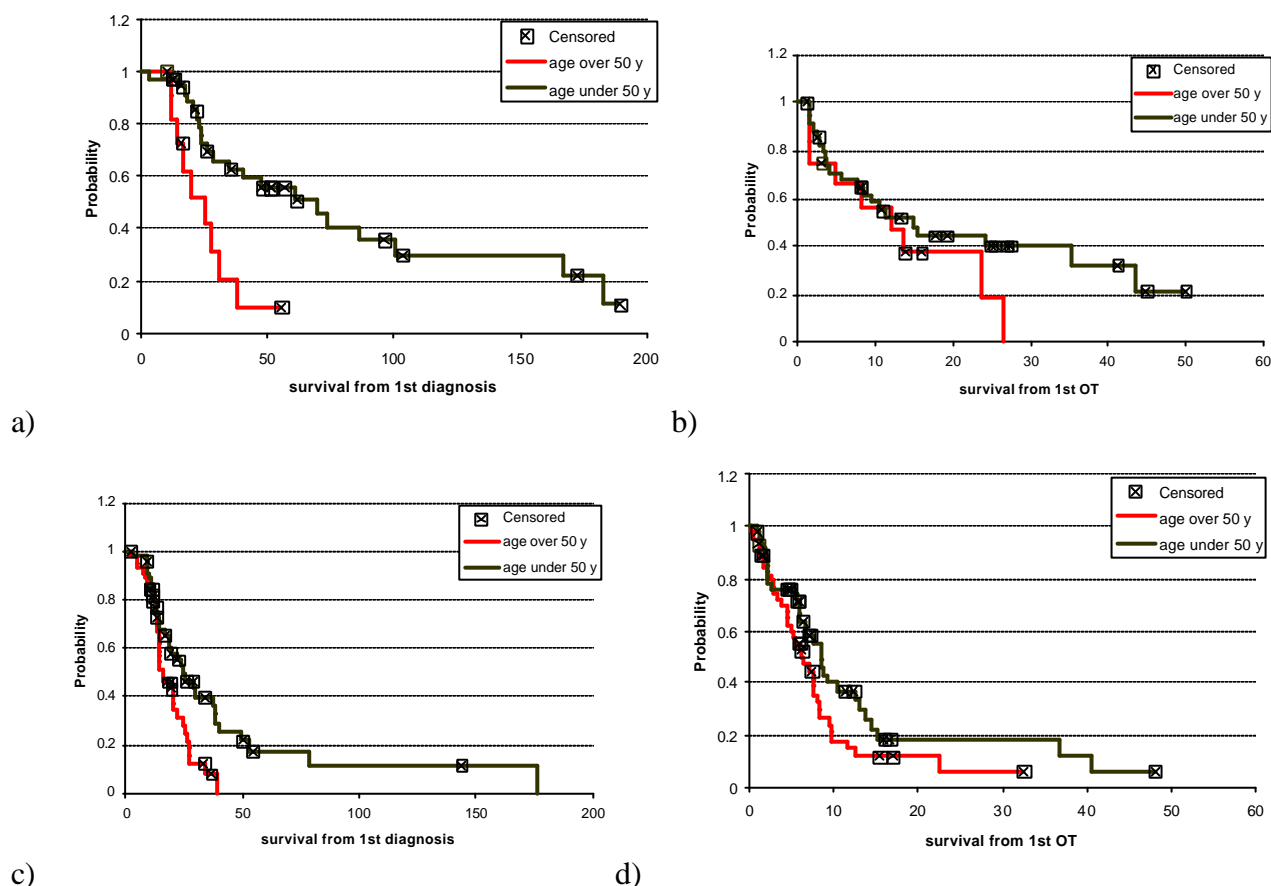 1.2
1
0.8
0.6
0.4
0.2
0
Probability
0 50 100 150 200
survival from 1st diagnosis
Censored
age over 50 y
age under 50 y
a)
1.2
1
0.8
0.6
0.4
0.2
0
Probability
0 10 20 30 40 50 60
survival from 1st OT
Censored
age over 50 y
age under 50 y
b)
1.2
1
0.8
0.6
0.4
0.2
0
Probability
0 50 100 150 200
survival from 1st diagnosis
Censored
age over 50 y
age under 50 y
c)
1.2
1
0.8
0.6
0.4
0.2
0
Probability
0 10 20 30 40 50 60
survival from 1st OT
Censored
age over 50 y
age under 50 y
d)